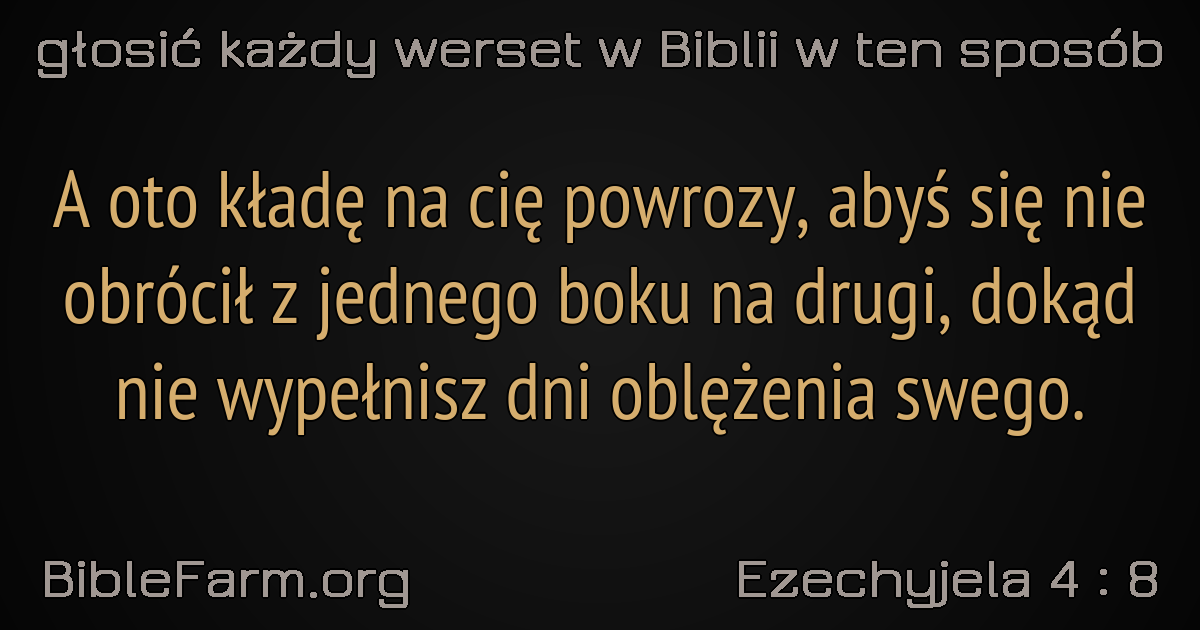 głosić każdy werset w Biblii w ten sposób
A oto kładę na cię powrozy, abyś się nie
obrócił z jednego boku na drugi, dokąd
nie wypełnisz dni oblężenia swego.
BibleFarm.org
Ezechyjela 4 : 8